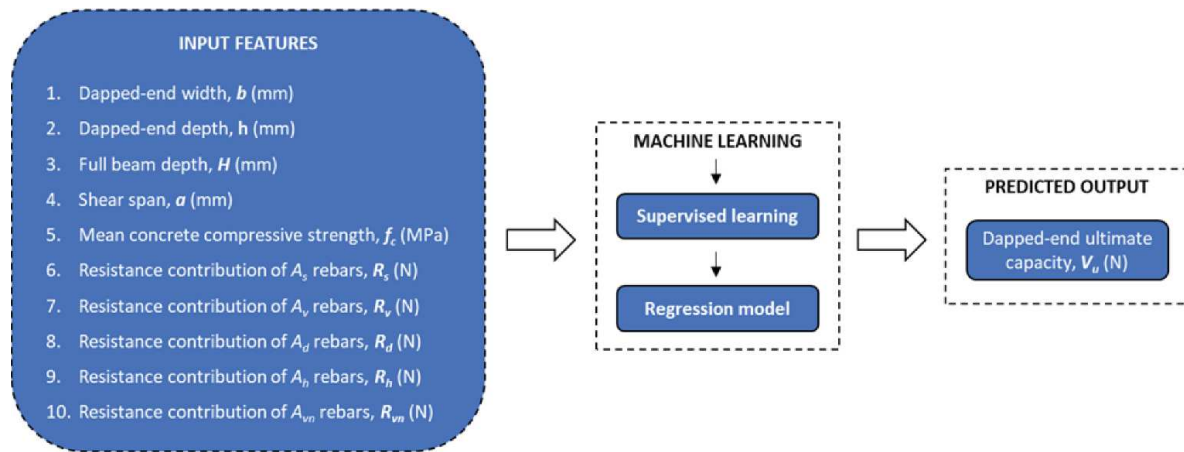 INPUT FEATURES
1. Dapped-end width, b (mm)
2. Dapped-end depth, h (mm)
3. Full beam depth, H (mm)
4. Shear span, a (mm)
5. Mean concrete compressive strength, fc (MPa)
6. Resistance contribution of As rebars, Rs (N)
7. Resistance contribution of Av rebars, Rv (N)
8. Resistance contribution of Ad rebars, Rd (N)
9. Resistance contribution of Ah rebars, Rh (N)
10. Resistance contribution of Avn rebars, Rvn (N)
MACHINE LEARNING
Supervised learning
Regression model
PREDICTED OUTPUT
Dapped-end ultimate
capacity, Vu (N)